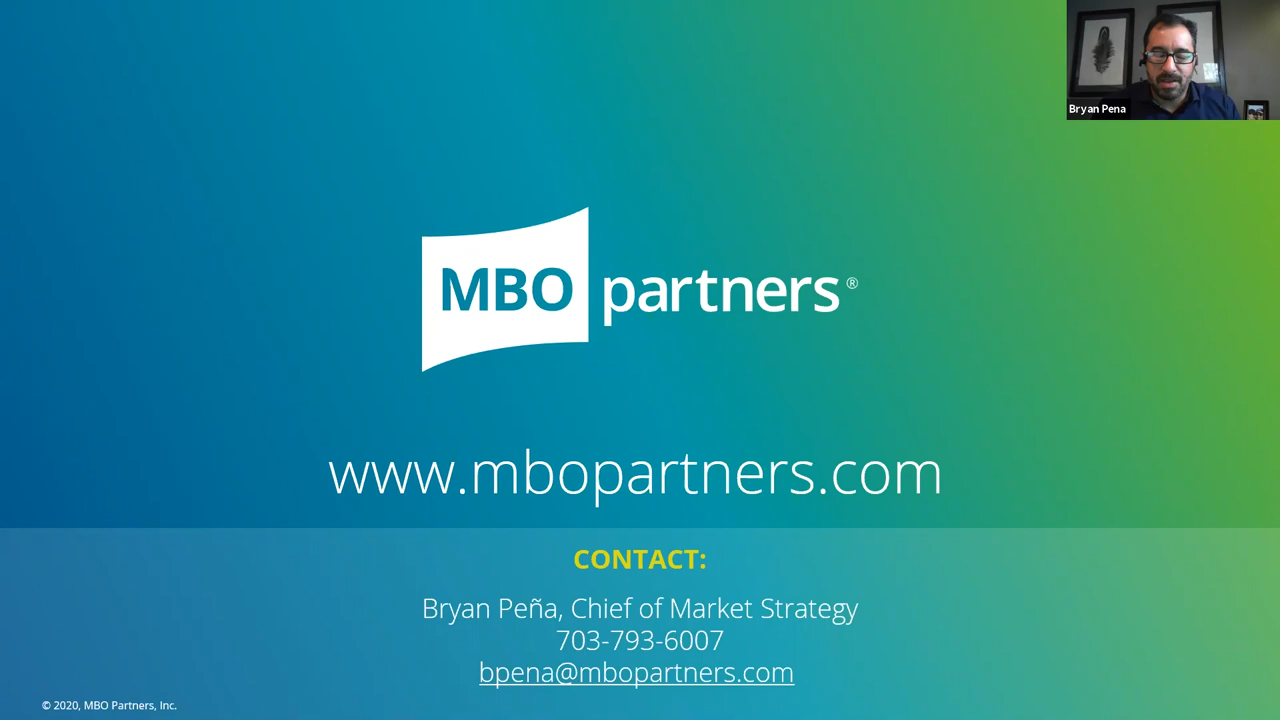 Bryan Pena
MBO partners®
www.mbopartners.com
CONTACT:
Bryan Peña, Chief of Market Strategy
703-793-6007
bpena@mbopartners.com
© 2020, MBO Partners, Inc.